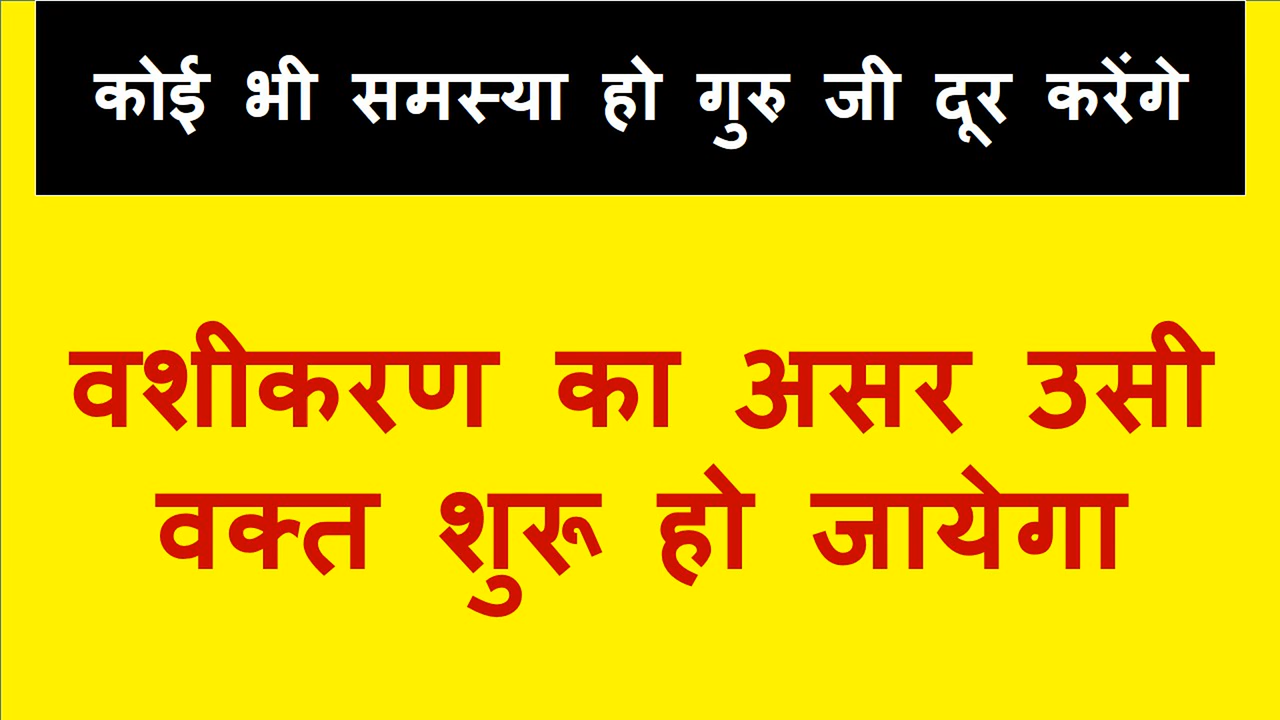 कोई भी समस्या हो गुरु जी दूर करेंगे
वशीकरण का असर उसी
वक्त शुरू हो जायेगा